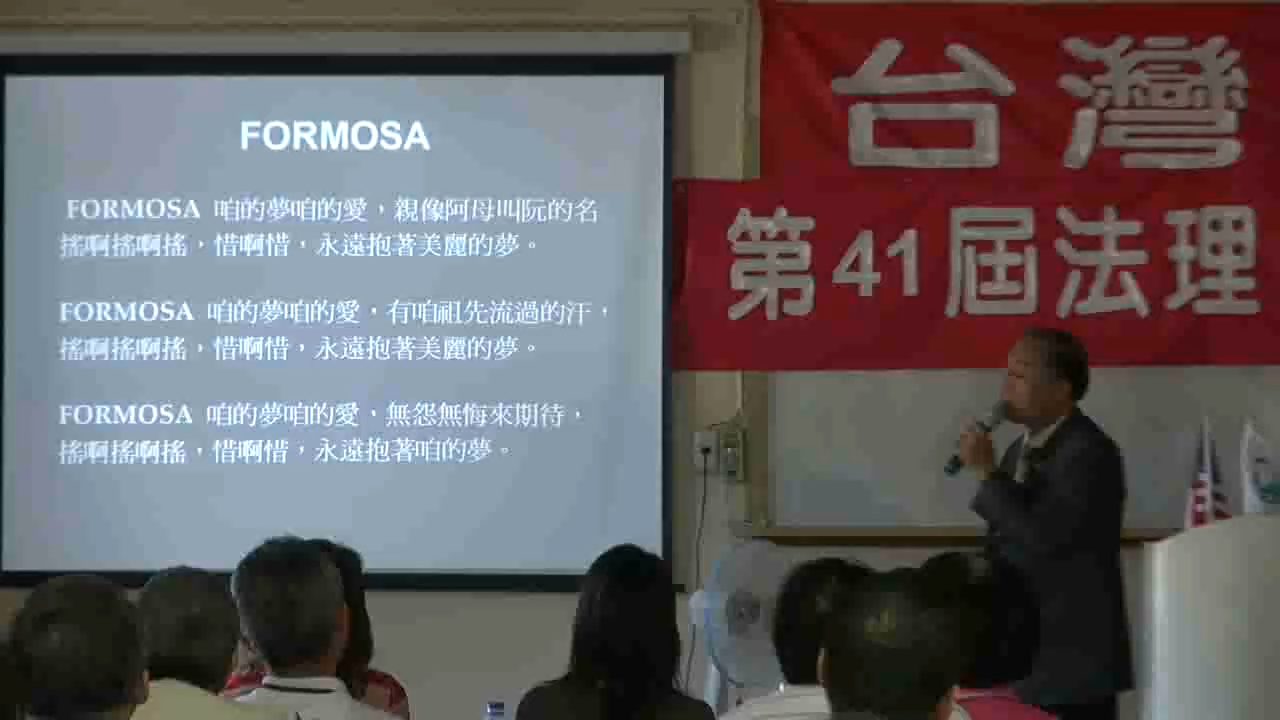 FORMOSA
FORMOSA 咱的夢咱的愛，親像阿母叫阮的名
搖啊搖啊搖，惜啊惜，永遠抱著美麗的夢。
FORMOSA 咱的夢咱的愛，有咱祖先流過的汗，
搖啊搖啊搖，惜啊惜，永遠抱著美麗的夢。
FORMOSA 咱的夢咱的愛，無怨無悔來期待，
搖啊搖啊搖，惜啊惜，永遠抱著咱的夢。
台灣
第41屆法理